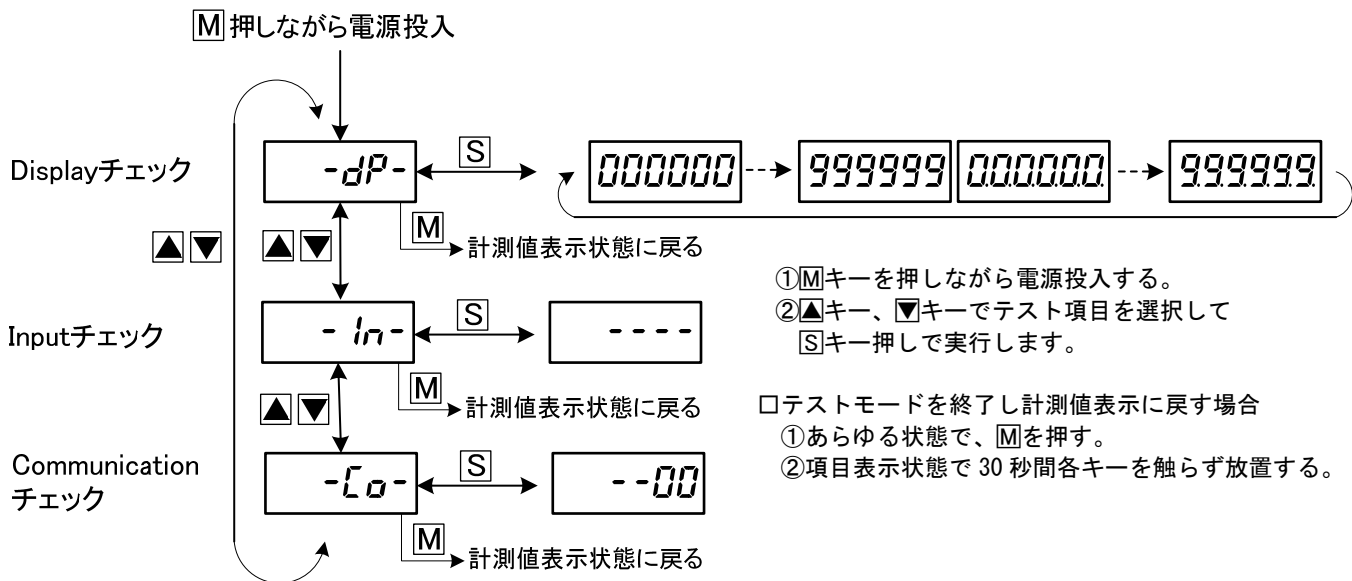 M押しながら電源投入
Displayチェック
-dP-
S
000000
999999
0.0.0.0.0.0.
9.9.9.9.9.9.
M
計測値表示状態に戻る
▲▼
▲▼
Inputチェック
-In-
S
----
M
計測値表示状態に戻る
▲▼
Communication
チェック
-Co-
S
--00
M
計測値表示状態に戻る
①Mキーを押しながら電源投入する。
②▲キー、▼キーでテスト項目を選択して
Sキー押しで実行します。
□テストモードを終了し計測値表示に戻す場合
①あらゆる状態で、Mを押す。
②項目表示状態で 30 秒間各キーを触らず放置する。